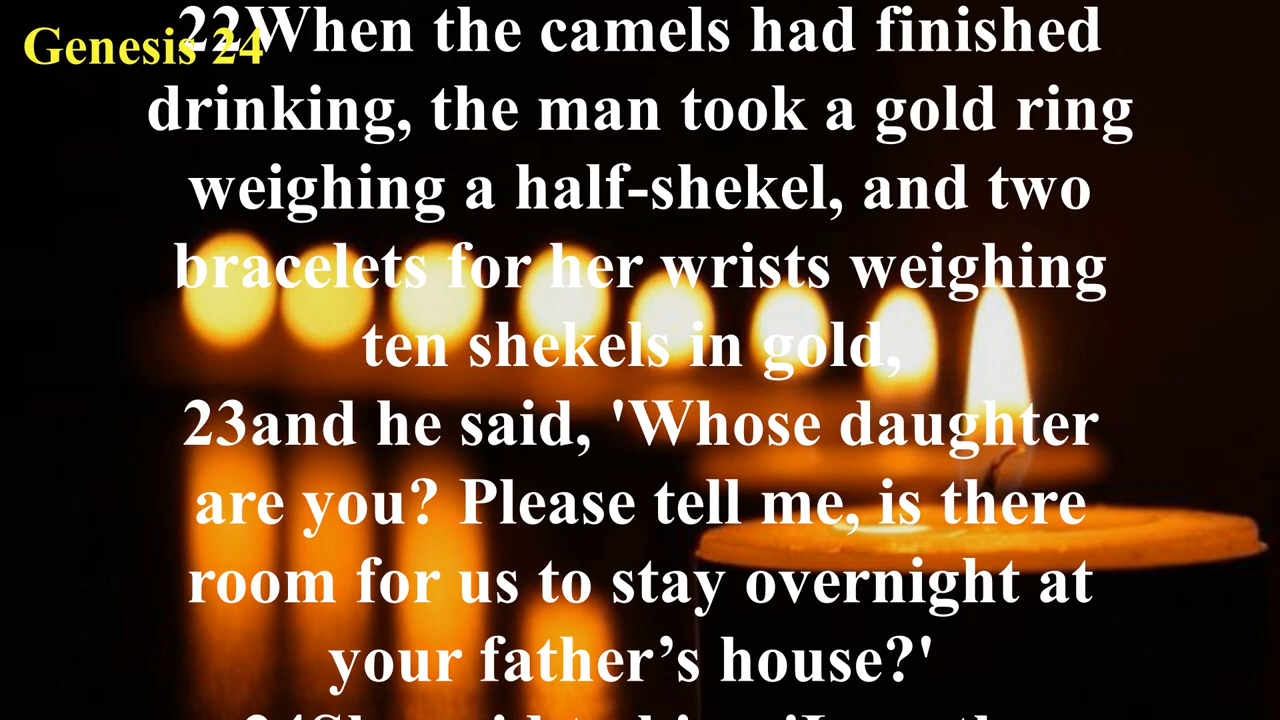 Genesis 24
22When the camels had finished
drinking, the man took a gold ring
weighing a half-shekel, and two
bracelets for her wrists weighing
ten shekels in gold,
23and he said, 'Whose daughter
are you? Please tell me, is there
room for us to stay overnight at
your father’s house?'